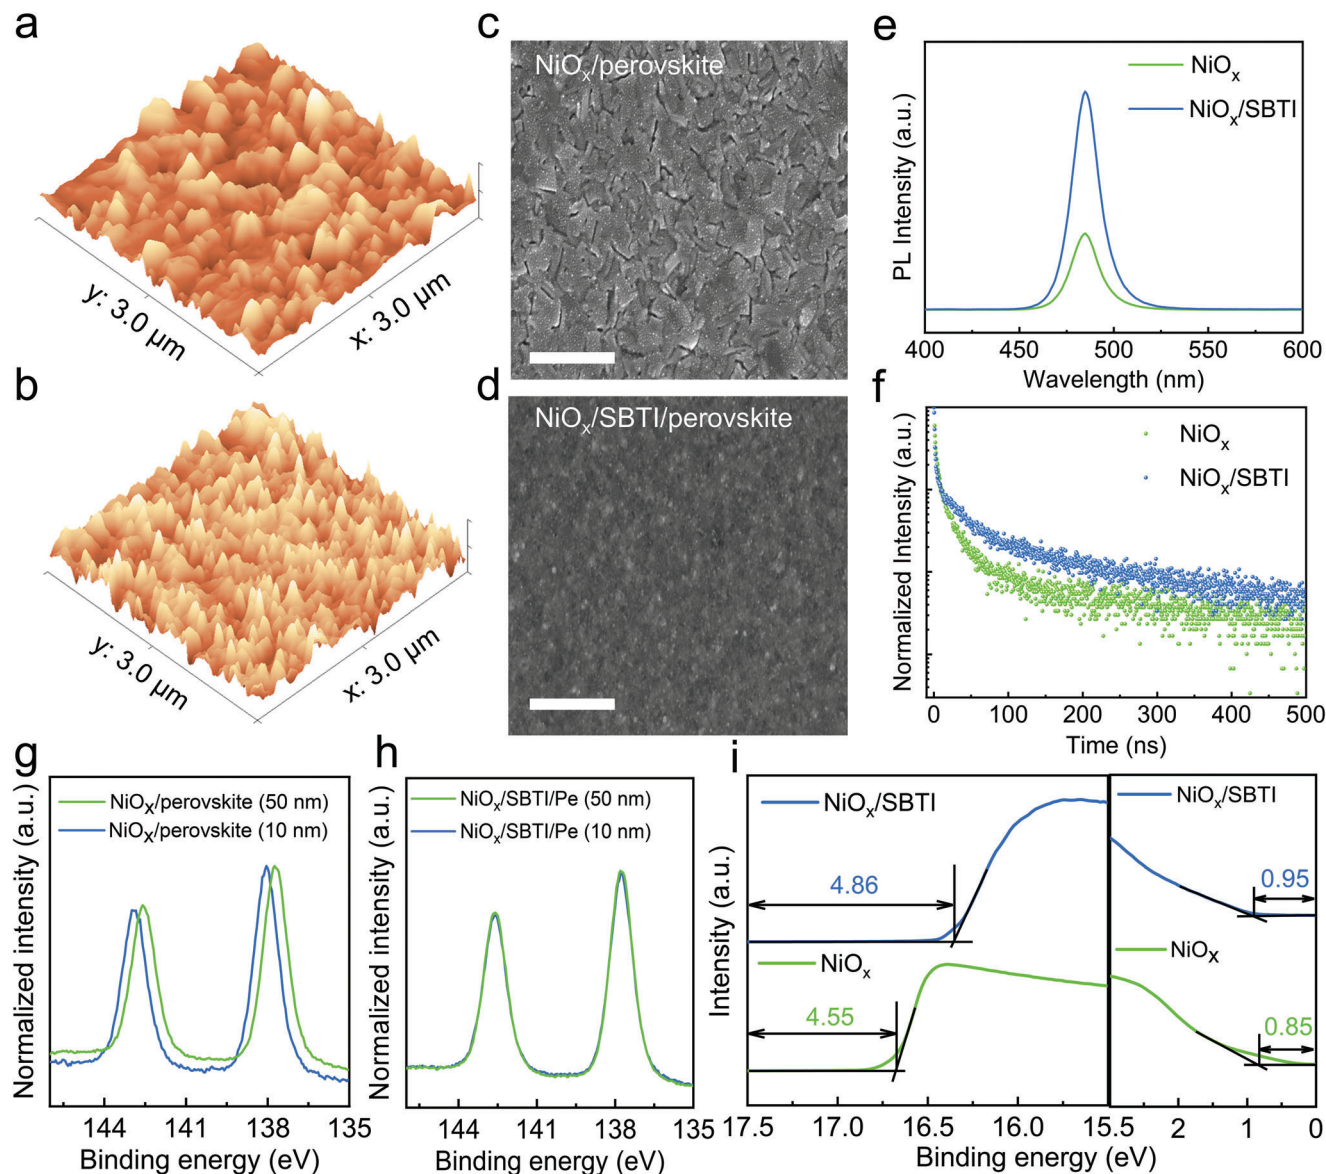 a
y: 3.0 µm
x: 3.0 µm
b
y: 3.0 µm
x: 3.0 µm
c
NiOₓ/perovskite
d
NiOₓ/SBTI/perovskite
e
NiOₓ
NiOₓ/SBTI
PL Intensity (a.u.)
400 450 500 550 600
Wavelength (nm)
f
NiOₓ
NiOₓ/SBTI
Normalized Intensity (a.u.)
0 100 200 300 400 500
Time (ns)
g
NiOx/perovskite (50 nm)
NiOx/perovskite (10 nm)
Normalized intensity (a.u.)
144 141 138 135
Binding energy (eV)
h
NiOₓ/SBTI/Pe (50 nm)
NiOₓ/SBTI/Pe (10 nm)
Normalized intensity (a.u.)
144 141 138 135
Binding energy (eV)
i
NiOₓ/SBTI
NiOₓ/SBTI
4.86
0.95
NiOₓ
NiOx
4.55
0.85
Intensity (a.u.)
17.5 17.0 16.5 16.0 15.5 2 1 0
Binding energy (eV)